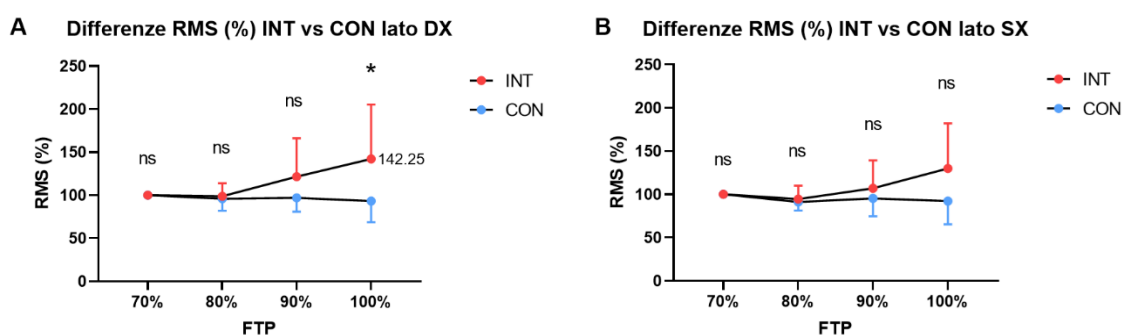 A
Differenze RMS (%) INT vs CON lato DX
RMS (%)
250
200
150
100
50
0
ns
ns
ns
*
142.25
INT
CON
70%
80%
90%
100%
FTP
B
Differenze RMS (%) INT vs CON lato SX
RMS (%)
250
200
150
100
50
0
ns
ns
ns
ns
INT
CON
70%
80%
90%
100%
FTP